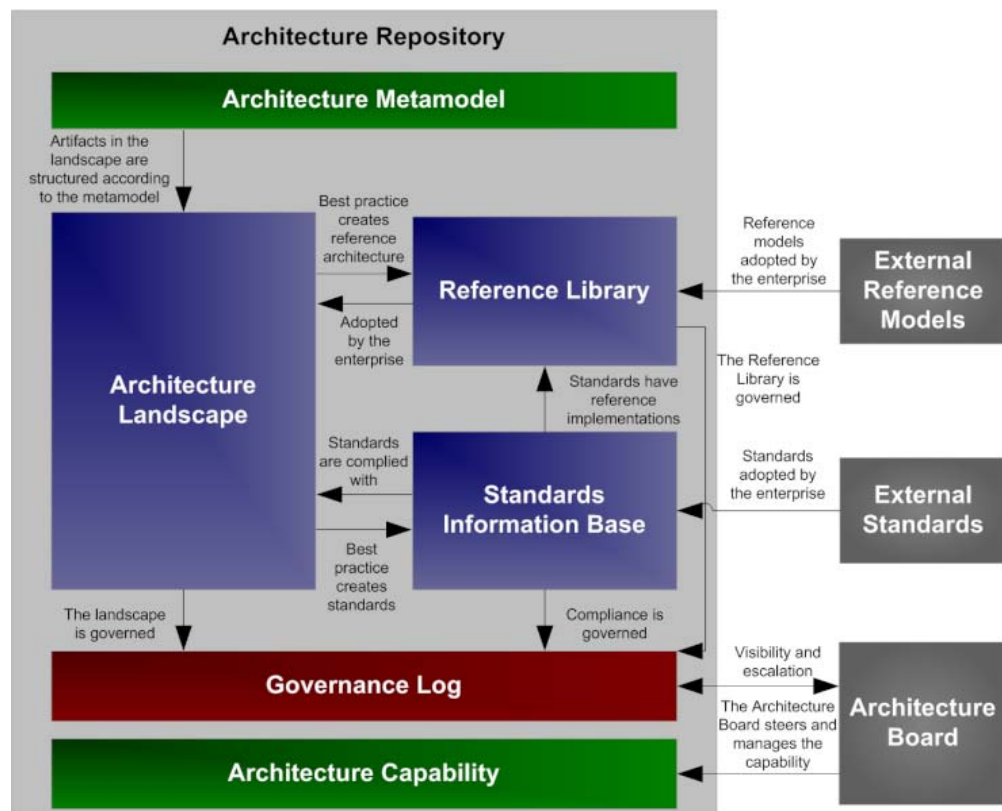 Architecture Repository
Architecture Metamodel
Artifacts in the
landscape are
structured according
to the metamodel
Best practice
creates
reference
architecture
Reference
models
adopted by
the enterprise
External
Reference
Models
Reference Library
Adopted
by the
enterprise
The Reference
Library is
governed
Architecture
Landscape
Standards have
reference
implementations
Standards
are complied
with
Standards
adopted by
the enterprise
Standards
Information Base
External
Standards
Best
practice
creates
standards
The landscape
is governed
Compliance is
governed
Governance Log
Visibility and
escalation
The Architecture
Board steers and
manages the
capability
Architecture
Board
Architecture Capability